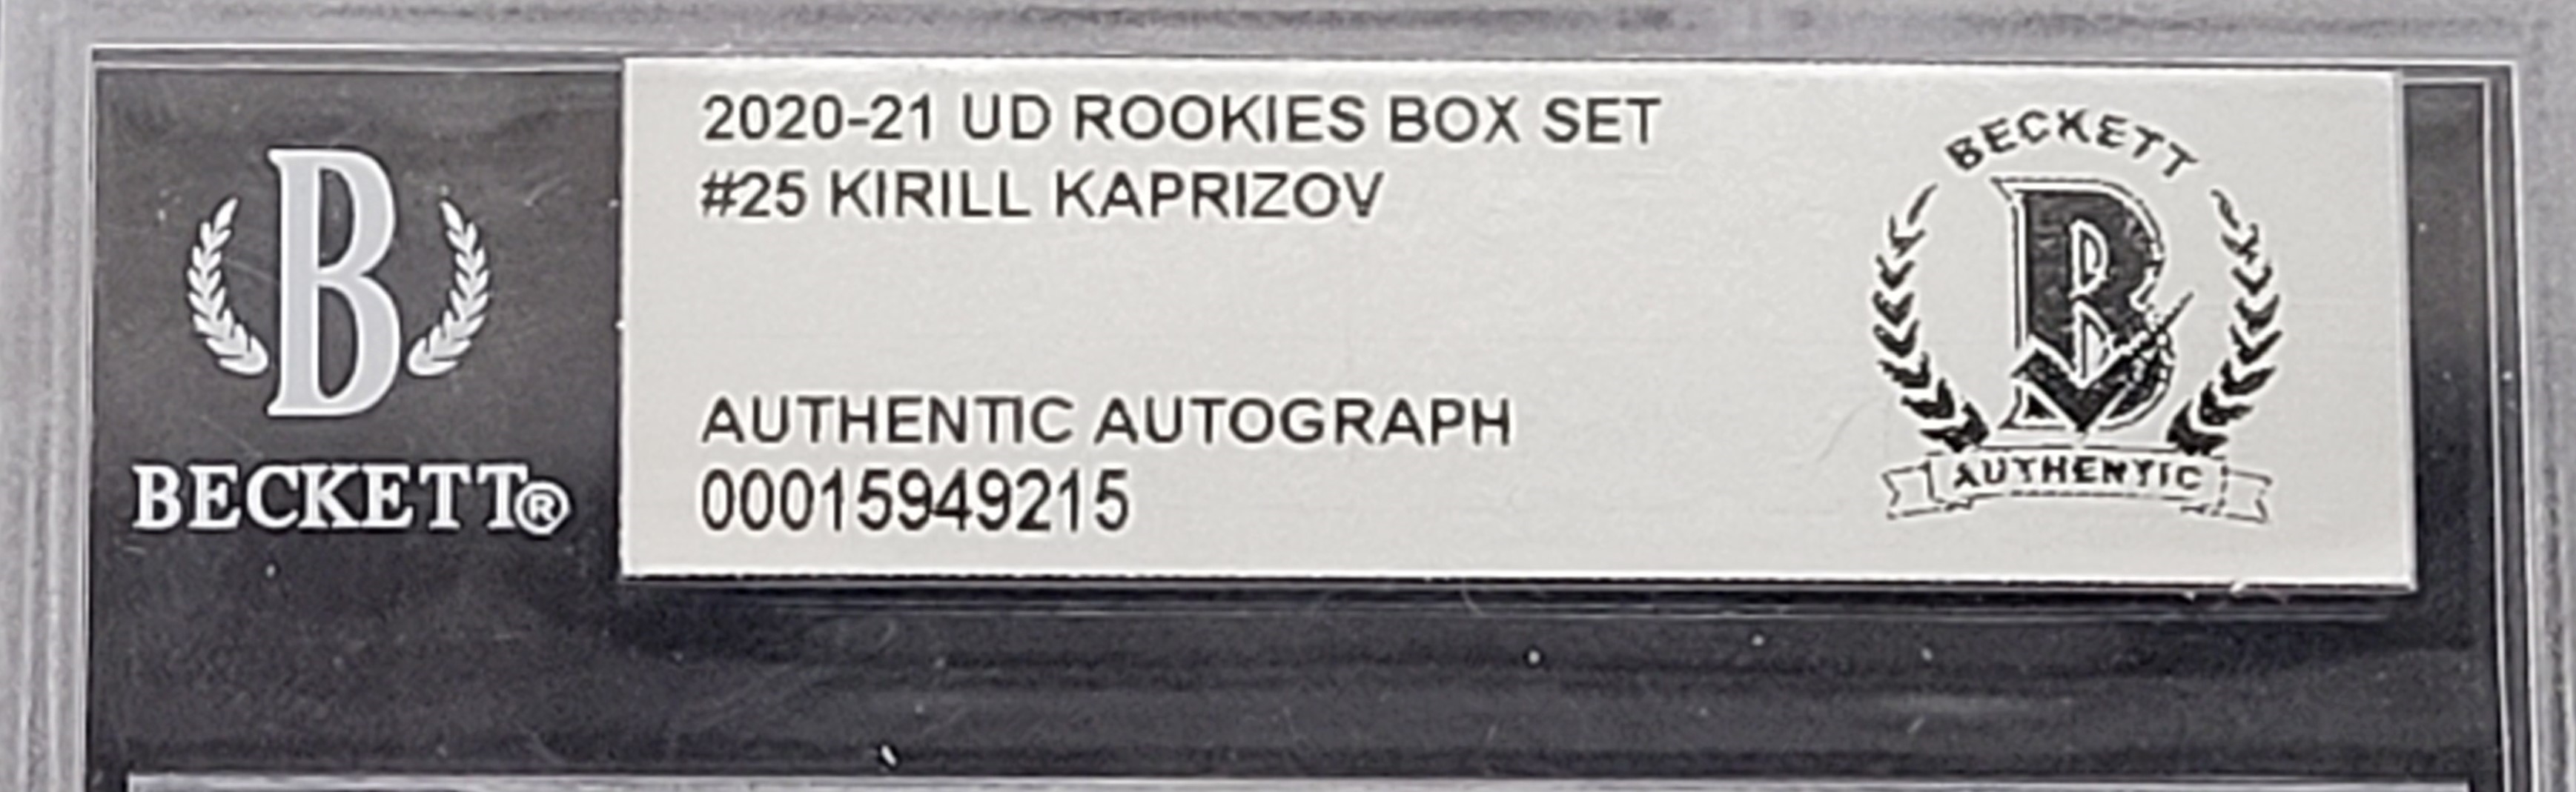 B
BECKETT®
2020-21 UD ROOKIES BOX SET
#25 KIRILL KAPRIZOV
AUTHENTIC AUTOGRAPH
00015949215
BECKETT
B
AUTHENTIC